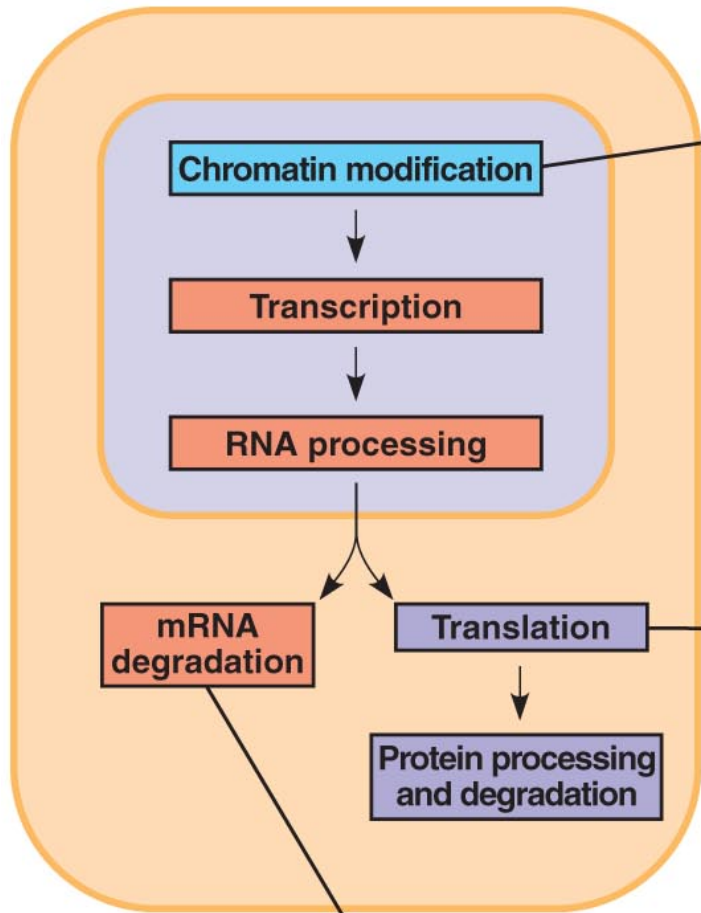 Chromatin modification
Transcription
RNA processing
mRNA
degradation
Translation
Protein processing
and degradation